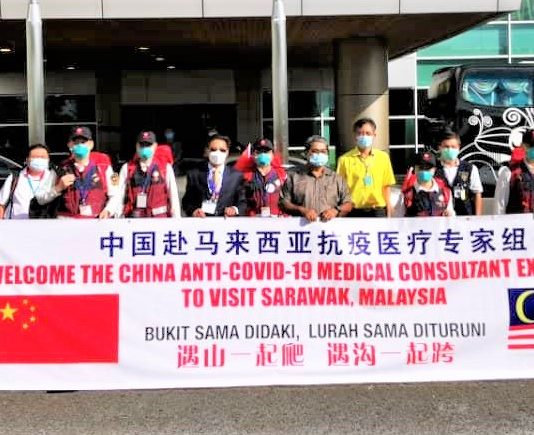 中国赴马来西亚抗疫医疗专家组
WELCOME THE CHINA ANTI-COVID-19 MEDICAL CONSULTANT EX
TO VISIT SARAWAK, MALAYSIA
BUKIT SAMA DIDAKI, LURAH SAMA DITURUNI
遇山一起爬 遇沟一起跨